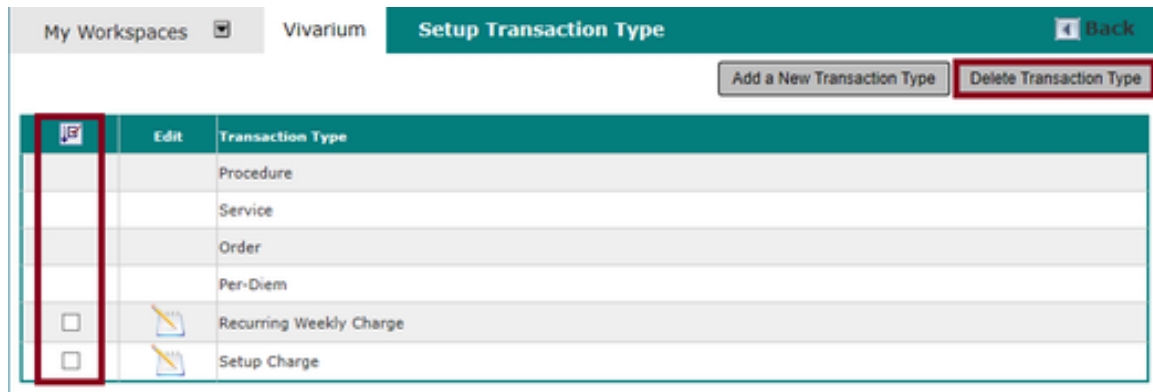 My Workspaces Vivarium Setup Transaction Type Back
Add a New Transaction Type Delete Transaction Type
Edit Transaction Type
Procedure
Service
Order
Per-Diem
Recurring Weekly Charge
Setup Charge